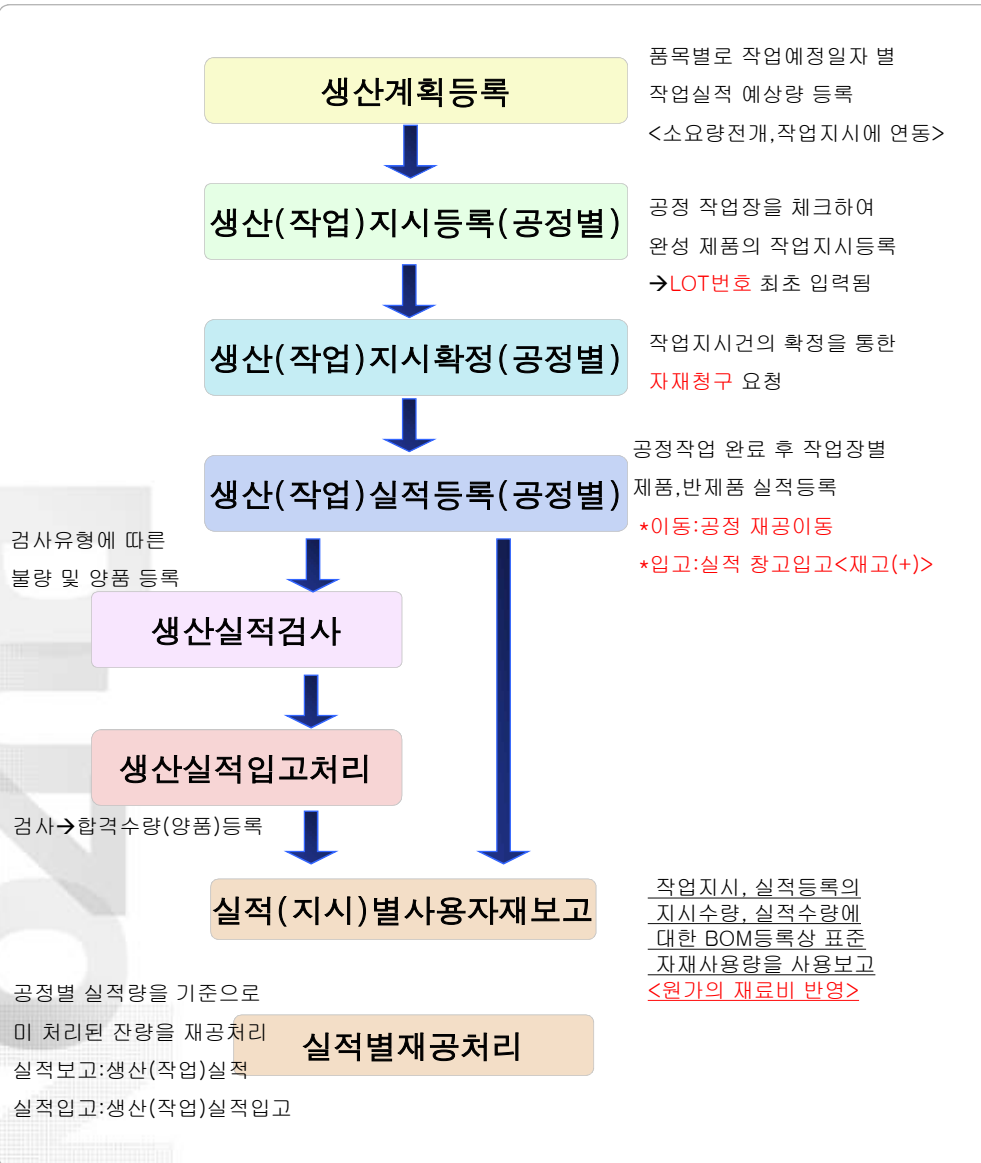 생산계획등록
품목별로 작업예정일자 별
작업실적 예상량 등록
<소요량전개,작업지시에 연동>
생산(작업)지시등록(공정별)
공정 작업장을 체크하여
완성 제품의 작업지시등록
→LOT번호 최초 입력됨
생산(작업)지시확정(공정별)
작업지시건의 확정을 통한
자재청구 요청
생산(작업)실적등록(공정별)
공정작업 완료 후 작업장별
제품,반제품 실적등록
*이동:공정 재공이동
*입고:실적 창고입고<재고(+)>
검사유형에 따른
불량 및 양품 등록
생산실적검사
생산실적입고처리
검사→합격수량(양품)등록
실적(지시)별사용자재보고
작업지시, 실적등록의
지시수량, 실적수량에
대한 BOM등록상 표준
자재사용량을 사용보고
<원가의 재료비 반영>
공정별 실적량을 기준으로
미 처리된 잔량을 재공처리
실적보고:생산(작업)실적
실적입고:생산(작업)실적입고
실적별재공처리